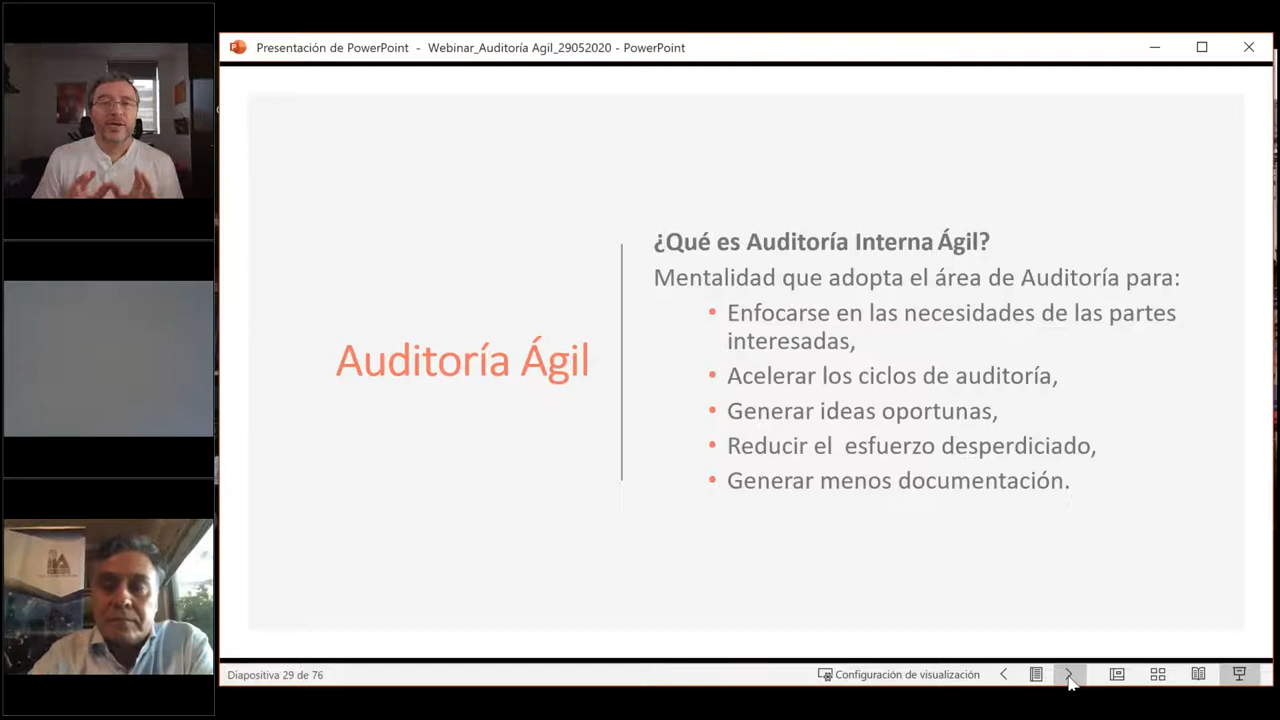 Presentación de PowerPoint - Webinar_Auditoría Agil_29052020 - PowerPoint
Auditoría Ágil
¿Qué es Auditoría Interna Ágil?
Mentalidad que adopta el área de Auditoría para:
• Enfocarse en las necesidades de las partes
interesadas,
• Acelerar los ciclos de auditoría,
• Generar ideas oportunas,
• Reducir el esfuerzo desperdiciado,
• Generar menos documentación.
IIA
Diapositiva 29 de 76
Configuración de visualización